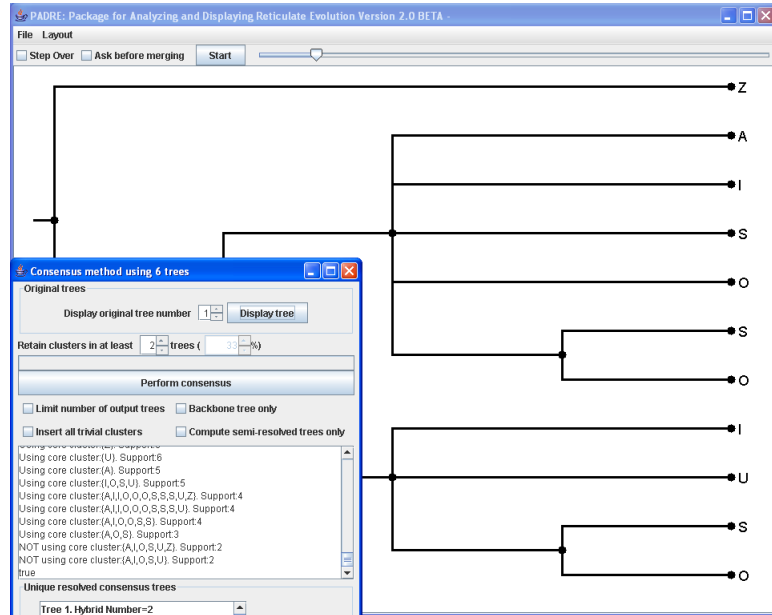 PADRE: Package for Analyzing and Displaying Reticulate Evolution Version 2.0 BETA -
File Layout
Step Over Ask before merging Start
Z
A
I
S
O
S
O
I
U
S
O
Consensus method using 6 trees
Original trees
Display original tree number 1 Display tree
Retain clusters in at least 2 trees ( 33 %)
Perform consensus
Limit number of output trees Backbone tree only
Insert all trivial clusters Compute semi-resolved trees only
Using core cluster:{U}. Support:6
Using core cluster:{A}. Support:5
Using core cluster:{I,O,S,U}. Support:5
Using core cluster:{A,I,I,O,O,O,S,S,S,U,Z}. Support:4
Using core cluster:{A,I,I,O,O,O,S,S,S,U}. Support:4
Using core cluster:{A,I,O,O,S,S}. Support:4
Using core cluster:{A,O,S}. Support:3
NOT using core cluster:{A,I,O,S,U,Z}. Support:2
NOT using core cluster:{A,I,O,S,U}. Support:2
true
Unique resolved consensus trees
Tree 1. Hybrid Number=2